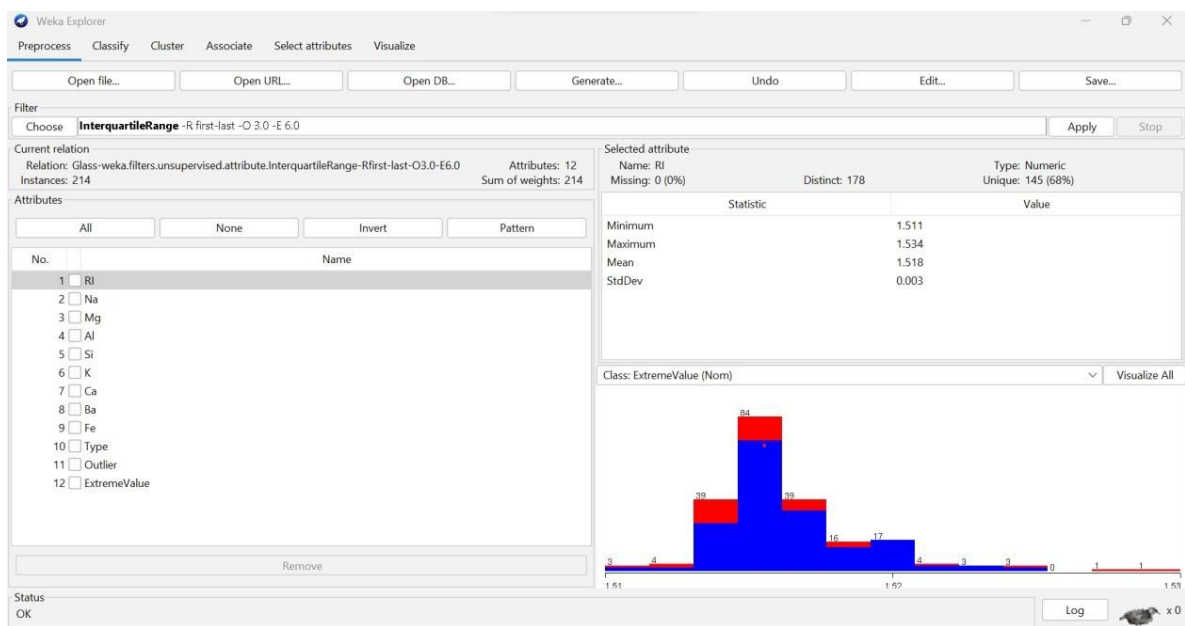 Weka Explorer
Preprocess Classify Cluster Associate Select attributes Visualize
Open file... Open URL... Open DB... Generate... Undo Edit... Save...
Filter
Choose InterquartileRange -R first-last -O 3.0 -E 6.0 Apply Stop
Current relation
Relation: Glass-weka.filters.unsupervised.attribute.InterquartileRange-Rfirst-last-O3.0-E6.0 Attributes: 12
Instances: 214 Sum of weights: 214
Attributes
All None Invert Pattern
No. Name
1 RI
2 Na
3 Mg
4 Al
5 Si
6 K
7 Ca
8 Ba
9 Fe
10 Type
11 Outlier
12 ExtremeValue
Remove
Selected attribute
Name: RI Type: Numeric
Missing: 0 (0%) Distinct: 178 Unique: 145 (68%)
Statistic Value
Minimum 1.511
Maximum 1.534
Mean 1.518
StdDev 0.003
Class: ExtremeValue (Nom) Visualize All
84
39 39
16 17
3 4 4 3 3 0 1 1
1.51 1.52 1.53
Status
OK Log x 0